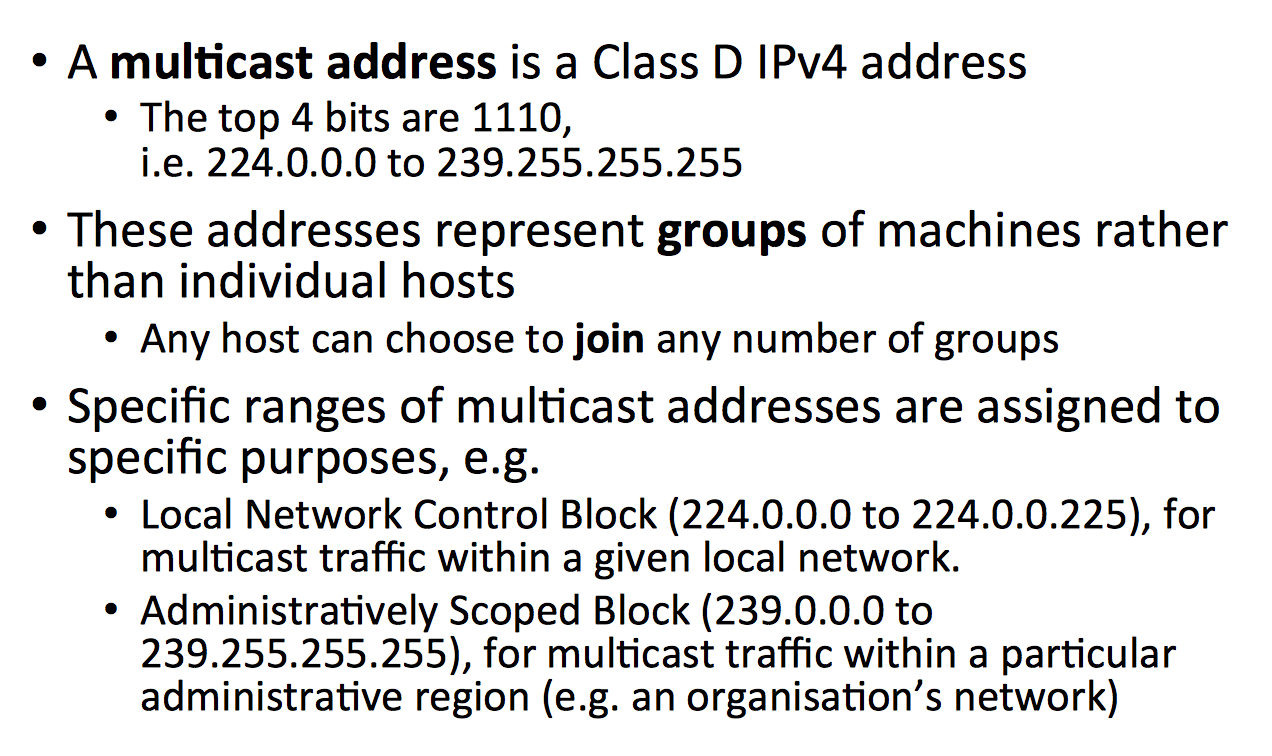 • A multicast address is a Class D IPv4 address
• The top 4 bits are 1110,
i.e. 224.0.0.0 to 239.255.255.255
• These addresses represent groups of machines rather
than individual hosts
• Any host can choose to join any number of groups
• Specific ranges of multicast addresses are assigned to
specific purposes, e.g.
• Local Network Control Block (224.0.0.0 to 224.0.0.225), for
multicast traffic within a given local network.
• Administratively Scoped Block (239.0.0.0 to
239.255.255.255), for multicast traffic within a particular
administrative region (e.g. an organisation’s network)